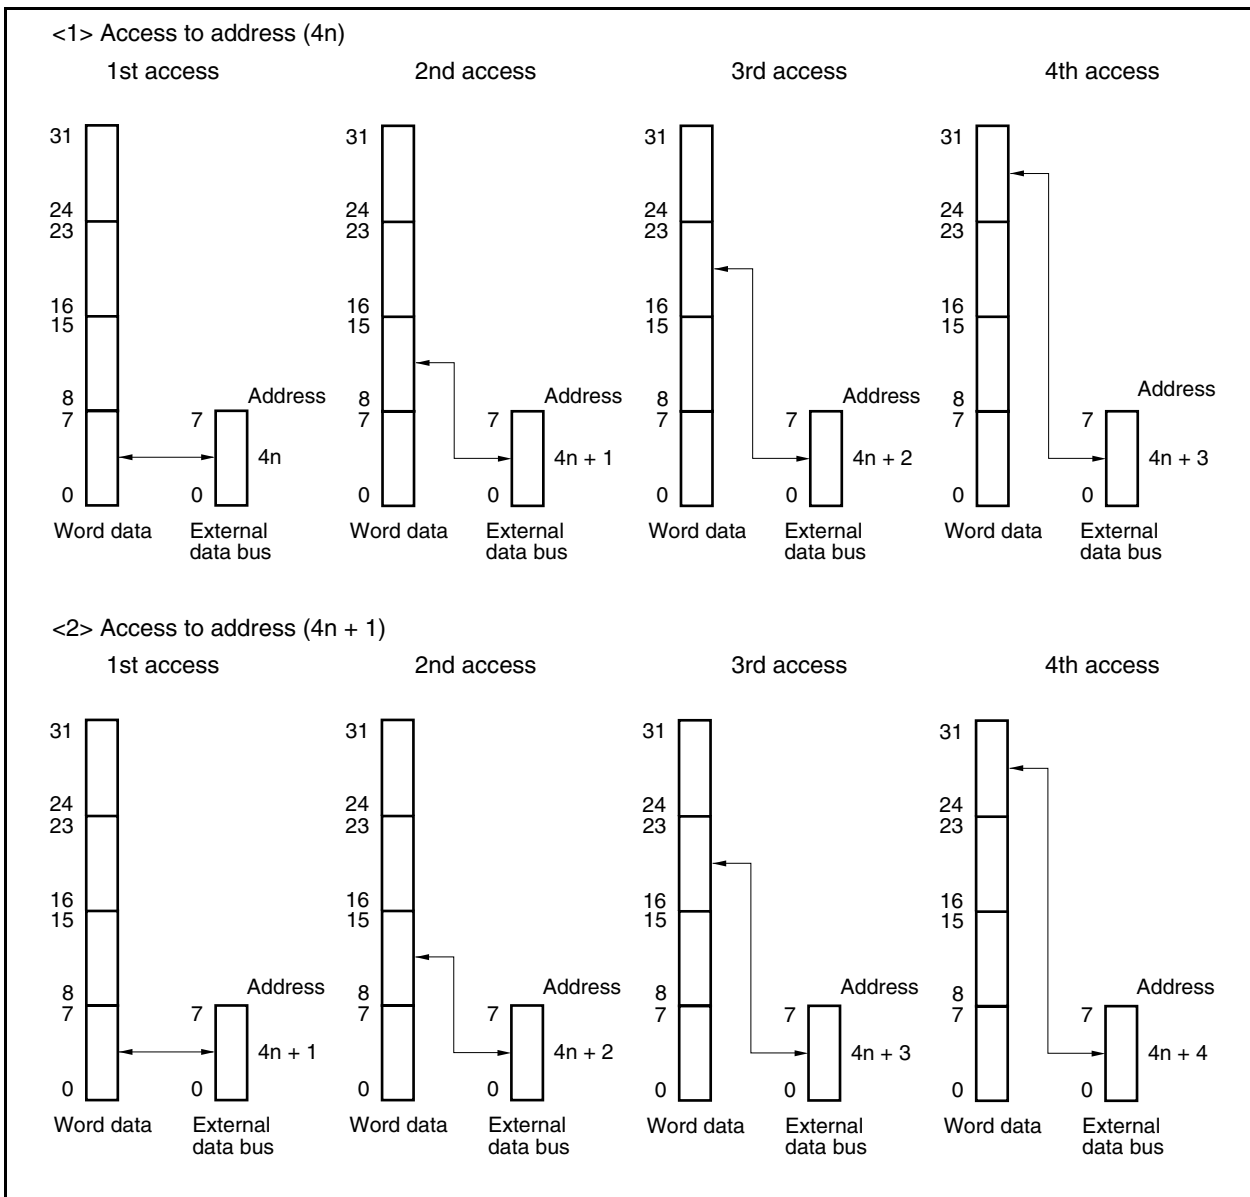 <1> Access to address (4n)
1st access 2nd access 3rd access 4th access
31 31 31 31
24 24 24 24
23 23 23 23
16 16 16 16
15 15 15 15
Address Address Address Address
8 8 8 8
7 7 7 7 7 7 7 7
4n 4n + 1 4n + 2 4n + 3
0 0 0 0 0 0 0 0
Word data External Word data External Word data External Word data External
data bus data bus data bus data bus
<2> Access to address (4n + 1)
1st access 2nd access 3rd access 4th access
31 31 31 31
24 24 24 24
23 23 23 23
16 16 16 16
15 15 15 15
Address Address Address Address
8 8 8 8
7 7 7 7 7 7 7 7
4n + 1 4n + 2 4n + 3 4n + 4
0 0 0 0 0 0 0 0
Word data External Word data External Word data External Word data External
data bus data bus data bus data bus